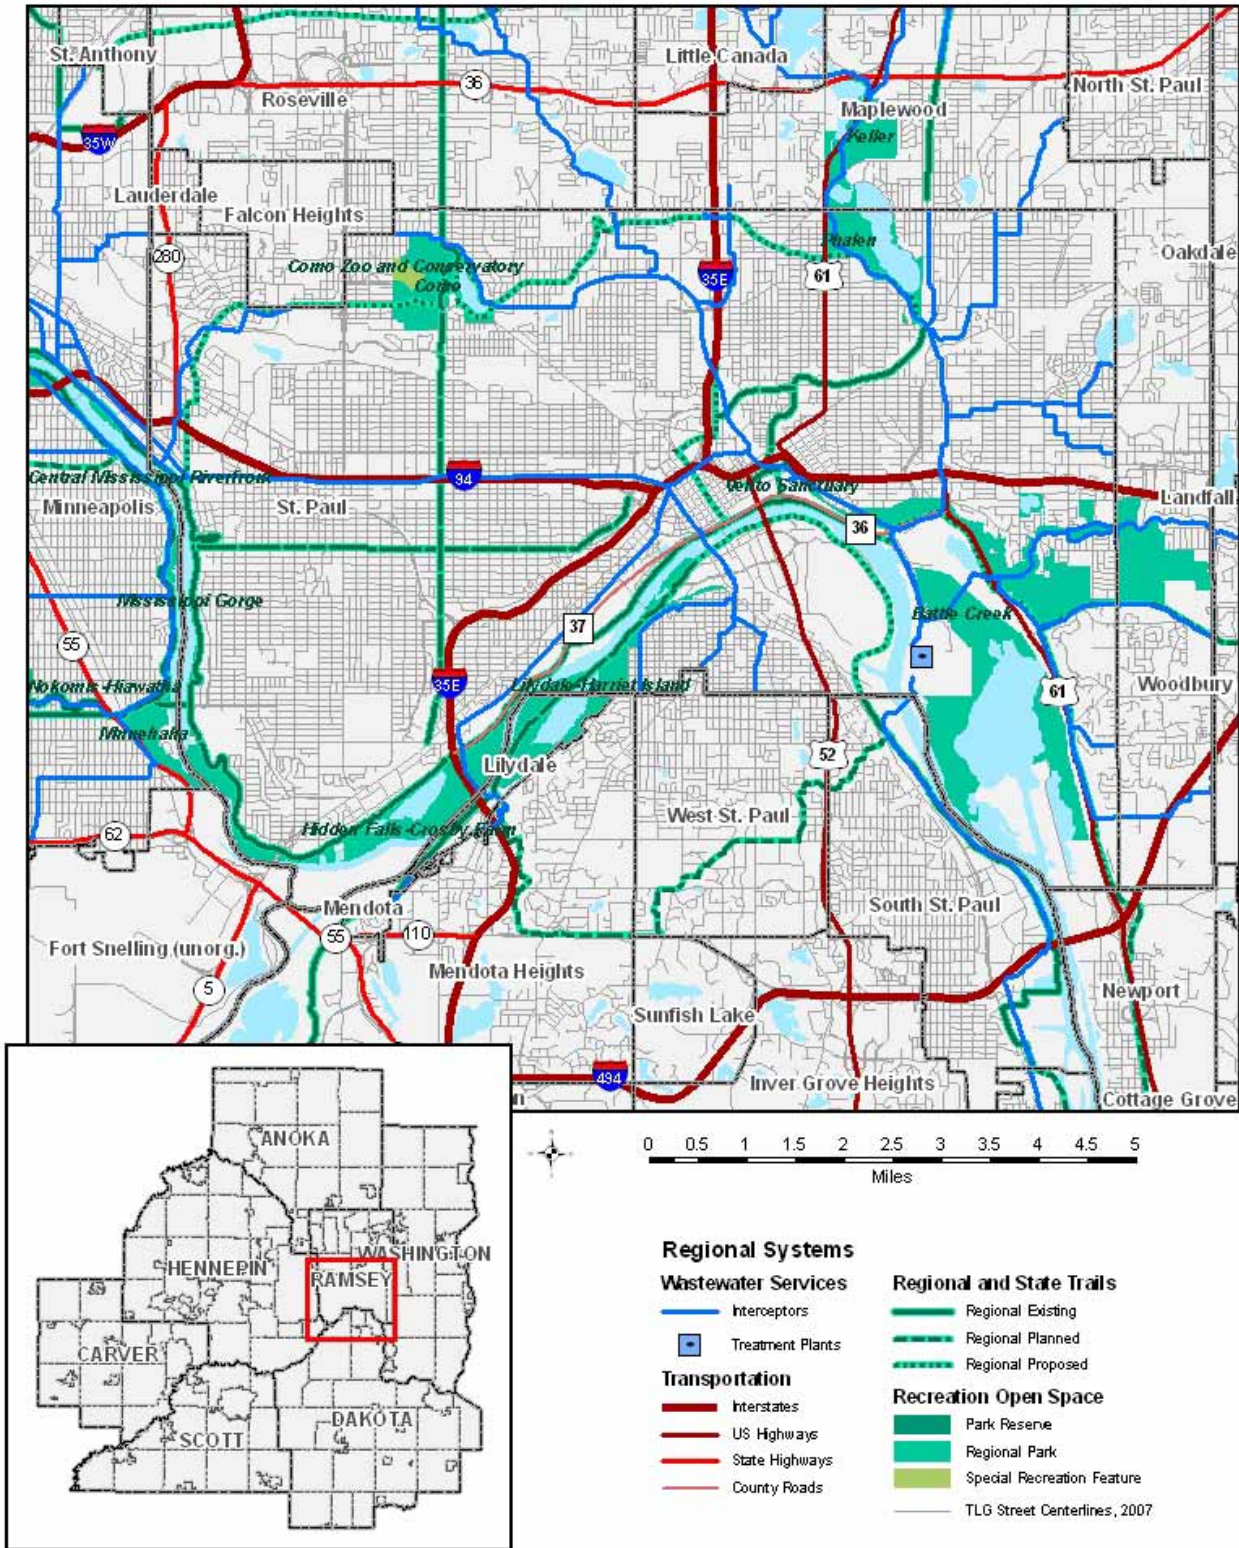 St. Anthony
Little Canada
36
Roseville
North St. Paul
Maplewood
35W
Keller
Lauderdale
Falcon Heights
Phalen
Oakdale
280
Como Zoo and Conservatory
Como
35E
61
94
Central Mississippi Riverfront
Vento Sanctuary
Landfall
Minneapolis
St. Paul
36
Mississippi Gorge
Battle Creek
37
55
Nokomis-Hiawatha
35E
Lilydale-Harriet Island
61
Woodbury
Minnehaha
52
Lilydale
West St. Paul
62
Hidden Falls-Crosby Farm
Mendota
South St. Paul
55
110
Fort Snelling (unorg.)
Mendota Heights
5
Newport
Sunfish Lake
494
Inver Grove Heights
n
Cottage Grove
ANOKA
WASHINGTON
HENNEPIN
RAMSEY
CARVER
DAKOTA
SCOTT
0 0.5 1 1.5 2 2.5 3 3.5 4 4.5 5
Miles
Regional Systems
Wastewater Services
Interceptors
Treatment Plants
Transportation
Interstates
US Highways
State Highways
County Roads
Regional and State Trails
Regional Existing
Regional Planned
Regional Proposed
Recreation Open Space
Park Reserve
Regional Park
Special Recreation Feature
TLG Street Centerlines, 2007